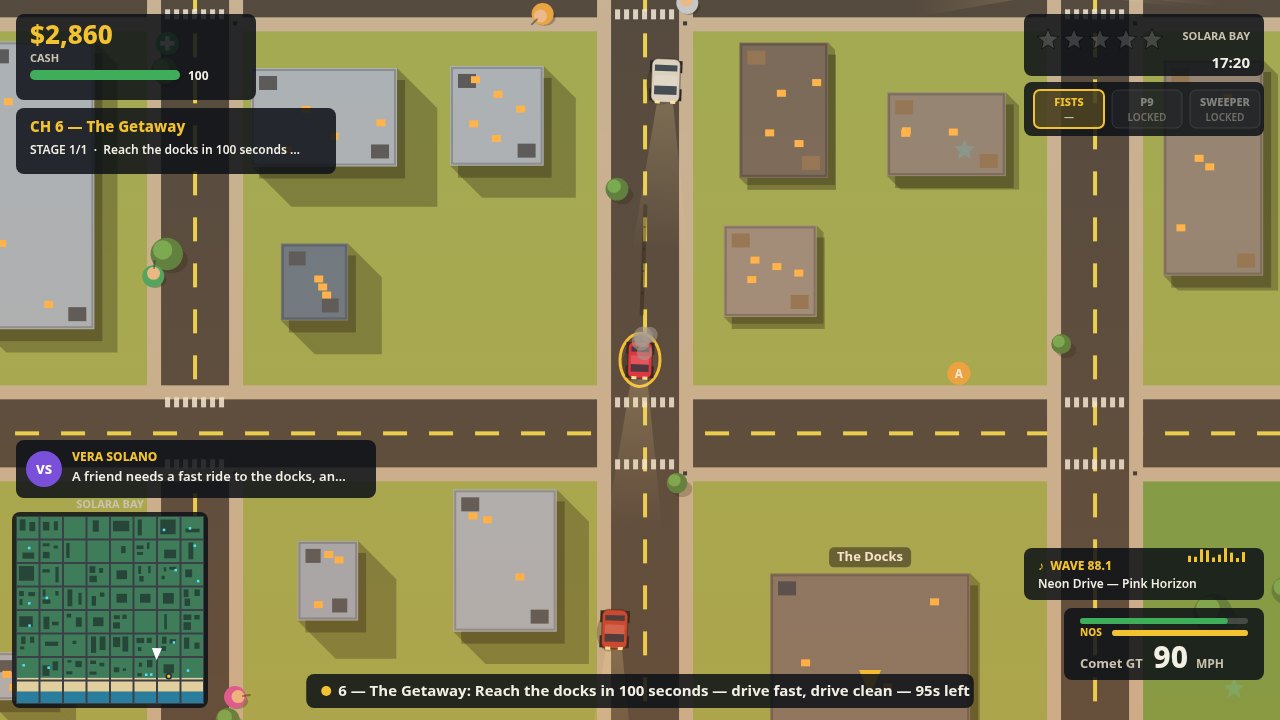 $2,860
CASH
100
CH 6 — The Getaway
STAGE 1/1 · Reach the docks in 100 seconds ...
SOLARA BAY
17:20
FISTS
—
P9
LOCKED
SWEEPER
LOCKED
A
VS
VERA SOLANO
A friend needs a fast ride to the docks, an...
SOLARA BAY
The Docks
♪ WAVE 88.1
Neon Drive — Pink Horizon
NOS
Comet GT 90 MPH
6 — The Getaway: Reach the docks in 100 seconds — drive fast, drive clean — 95s left